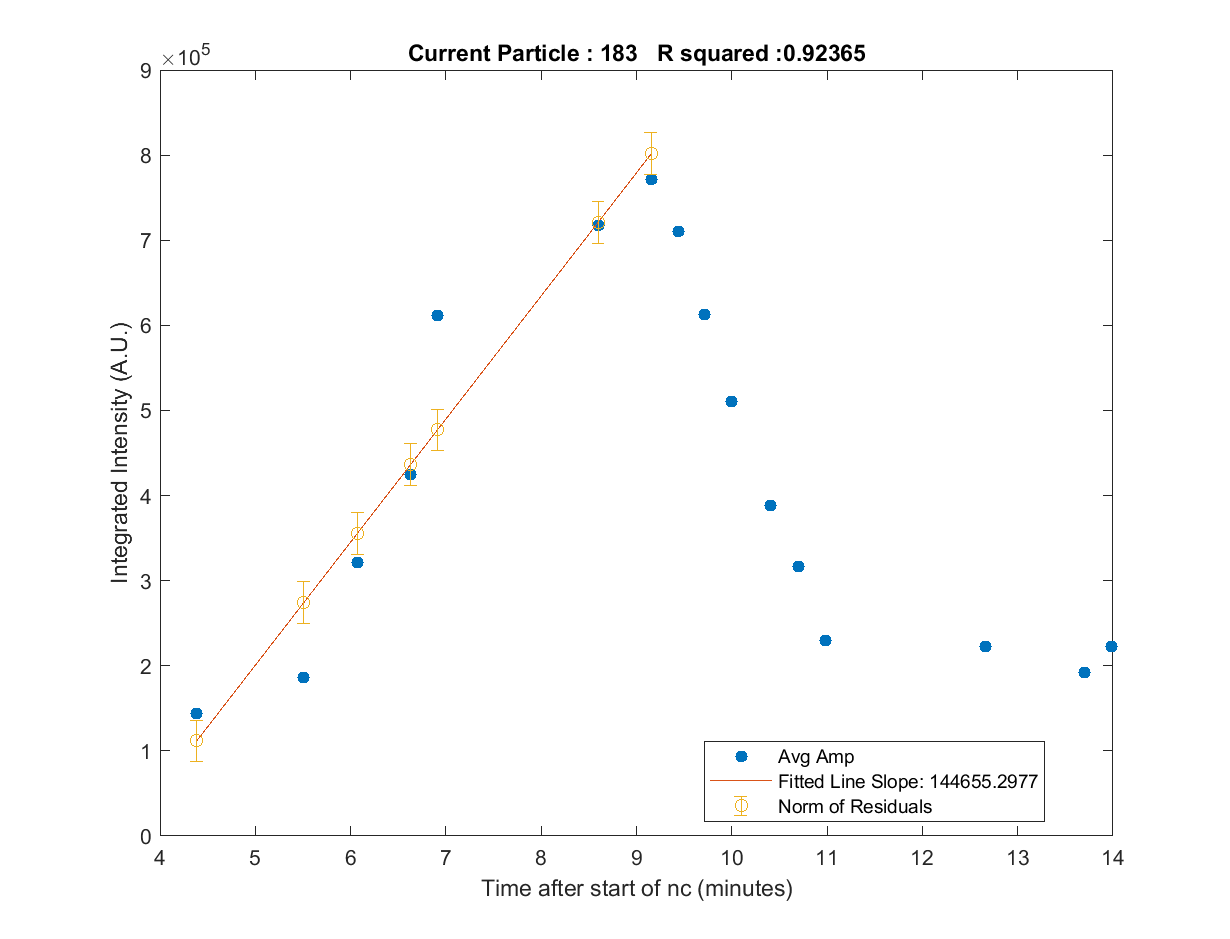 Current Particle : 183   R squared :0.92365
×10^5
9
8
7
6
5
4
3
2
1
0
Integrated Intensity (A.U.)
Avg Amp
Fitted Line Slope: 144655.2977
Norm of Residuals
4 5 6 7 8 9 10 11 12 13 14
Time after start of nc (minutes)